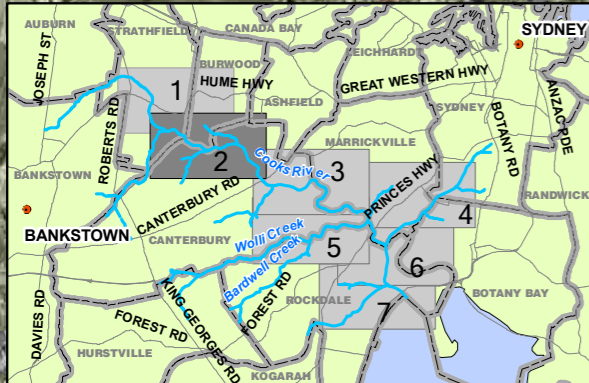 AUBURN
STRATHFIELD
CANADA BAY
SYDNEY
JOSEPH ST
BURWOOD
LEICHHARDT
HUME HWY
GREAT WESTERN HWY
1
ROBERTS RD
ASHFIELD
SYDNEY
BOTANY RD
ANZAC PDE
MARRICKVILLE
2
Cooks River
3
PRINCES HWY
BANKSTOWN
CANTERBURY RD
RANDWICK
4
BANKSTOWN
CANTERBURY
Wolli Creek
5
Bardwell Creek
6
DAVIES RD
KING GEORGES RD
FOREST RD
ROCKDALE
BOTANY BAY
FOREST RD
7
HURSTVILLE
KOGARAH